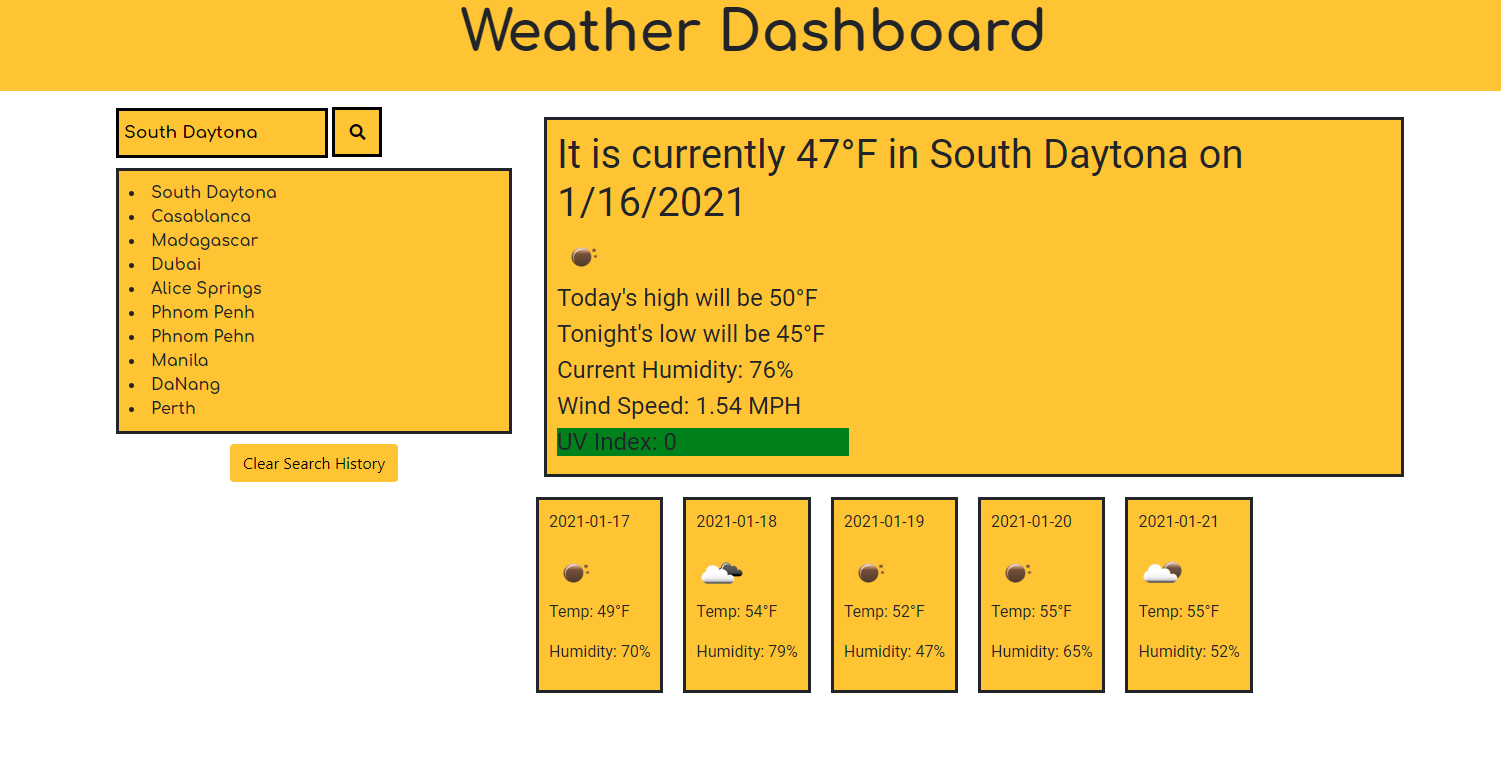 Weather Dashboard
South Daytona
South Daytona
Casablanca
Madagascar
Dubai
Alice Springs
Phnom Penh
Phnom Pehn
Manila
DaNang
Perth
Clear Search History
It is currently 47°F in South Daytona on
1/16/2021
Today's high will be 50°F
Tonight's low will be 45°F
Current Humidity: 76%
Wind Speed: 1.54 MPH
UV Index: 0
2021-01-17
Temp: 49°F
Humidity: 70%
2021-01-18
Temp: 54°F
Humidity: 79%
2021-01-19
Temp: 52°F
Humidity: 47%
2021-01-20
Temp: 55°F
Humidity: 65%
2021-01-21
Temp: 55°F
Humidity: 52%